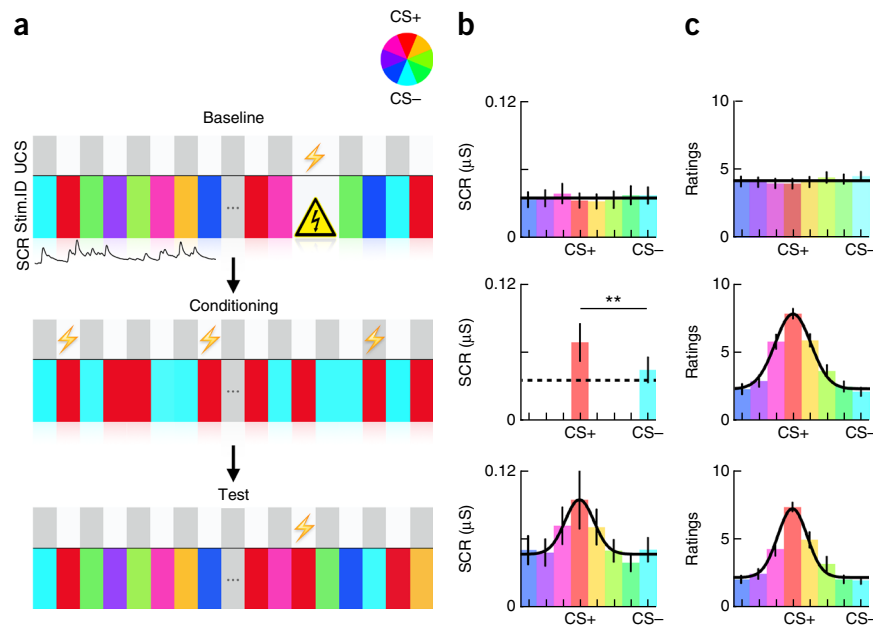 a
CS+
CS–
Baseline
UCS
Stim.ID
SCR
...
Conditioning
...
Test
...
b
SCR (µS)
0.12
0
CS+
CS–
SCR (µS)
0.12
0
**
CS+
CS–
SCR (µS)
0.12
0
CS+
CS–
c
Ratings
10
5
0
CS+
CS–
Ratings
10
5
0
CS+
CS–
Ratings
10
5
0
CS+
CS–